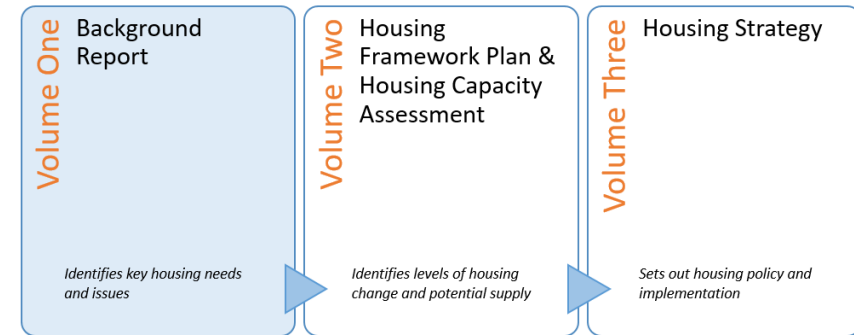 Volume One
Background
Report
Identifies key housing needs
and issues
Volume Two
Housing
Framework Plan &
Housing Capacity
Assessment
Identifies levels of housing
change and potential supply
Volume Three
Housing Strategy
Sets out housing policy and
implementation